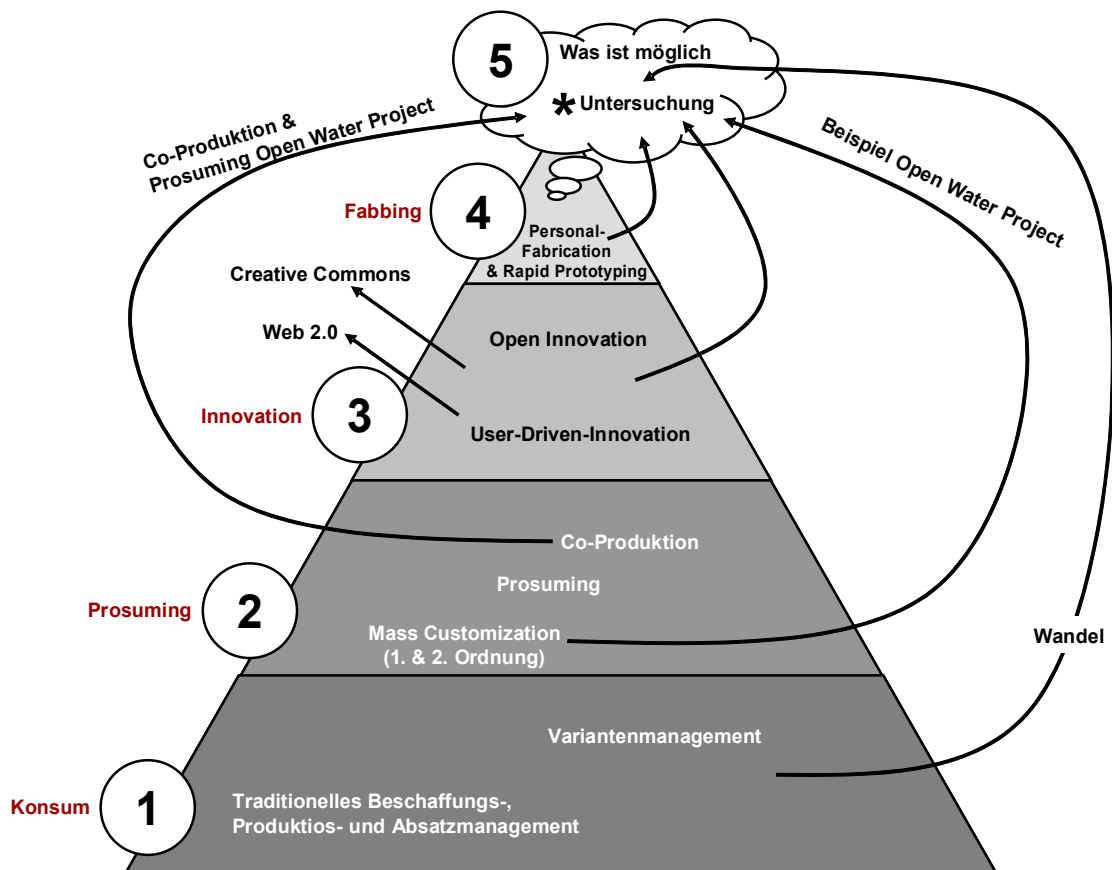 5
Was ist möglich
* Untersuchung
Co-Produktion &
Prosuming Open Water Project
Beispiel Open Water Project
Fabbing
4
Personal-
Fabrication
& Rapid Prototyping
Creative Commons
Web 2.0
Open Innovation
Innovation
3
User-Driven-Innovation
Co-Produktion
Prosuming
Prosuming
2
Mass Customization
(1. & 2. Ordnung)
Wandel
Variantenmanagement
Konsum
1
Traditionelles Beschaffungs-,
Produktios- und Absatzmanagement